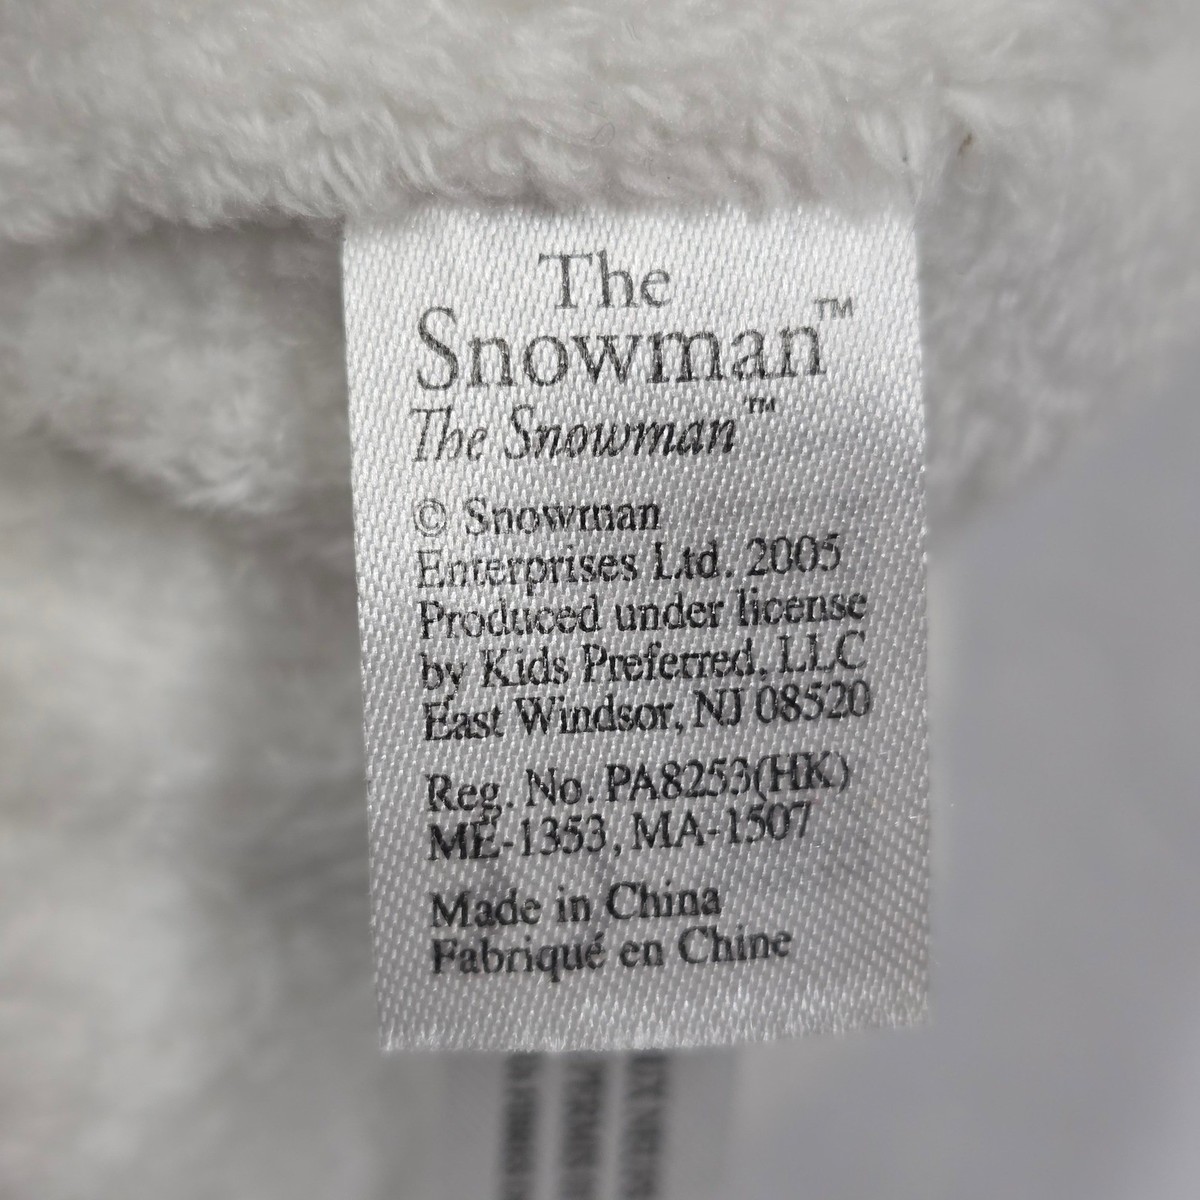 The
Snowman™
The Snowman™
© Snowman
Enterprises Ltd. 2005
Produced under license
by Kids Preferred, LLC
East Windsor, NJ 08520
Reg. No. PA8253(HK)
ME-1353, MA-1507
Made in China
Fabriqué en Chine